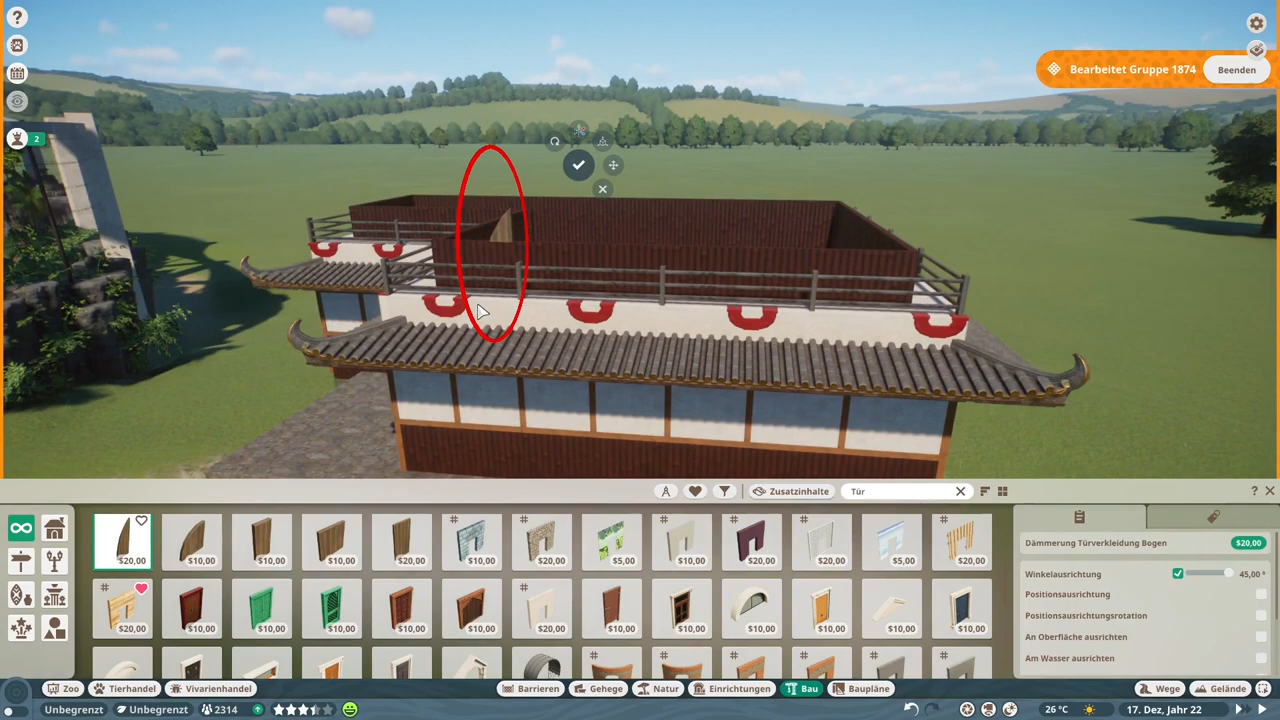 ?
Bearbeitet Gruppe 1874
Beenden
2
Zusatzinhalte
Tür
?
$20,00
$10,00
$10,00
$10,00
$20,00
$10,00
$20,00
$5,00
$10,00
$20,00
$10,00
$5,00
$20,00
Dämmerung Türverkleidung Bogen
$20,00
Winkelausrichtung
45,00 °
Positionsausrichtung
Positionsausrichtungsrotation
An Oberfläche ausrichten
Am Wasser ausrichten
$20,00
$10,00
$10,00
$10,00
$10,00
$10,00
$20,00
$10,00
$10,00
$10,00
$10,00
$10,00
$10,00
Zoo
Tierhandel
Vivarienhandel
Barrieren
Gehege
Natur
Einrichtungen
Bau
Baupläne
Wege
Gelände
Unbegrenzt
Unbegrenzt
2314
26 °C
17. Dez, Jahr 22